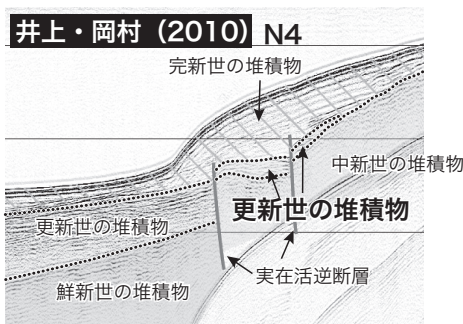 井上・岡村（2010） N4
完新世の堆積物
中新世の堆積物
更新世の堆積物
更新世の堆積物
実在活逆断層
鮮新世の堆積物